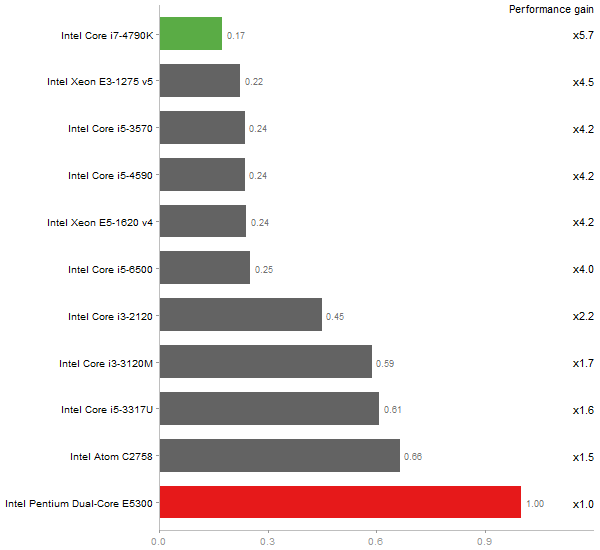 Performance gain
Intel Core i7-4790K 0.17 x5.7
Intel Xeon E3-1275 v5 0.22 x4.5
Intel Core i5-3570 0.24 x4.2
Intel Core i5-4590 0.24 x4.2
Intel Xeon E5-1620 v4 0.24 x4.2
Intel Core i5-6500 0.25 x4.0
Intel Core i3-2120 0.45 x2.2
Intel Core i3-3120M 0.59 x1.7
Intel Core i5-3317U 0.61 x1.6
Intel Atom C2758 0.66 x1.5
Intel Pentium Dual-Core E5300 1.00 x1.0
0.0 0.3 0.6 0.9